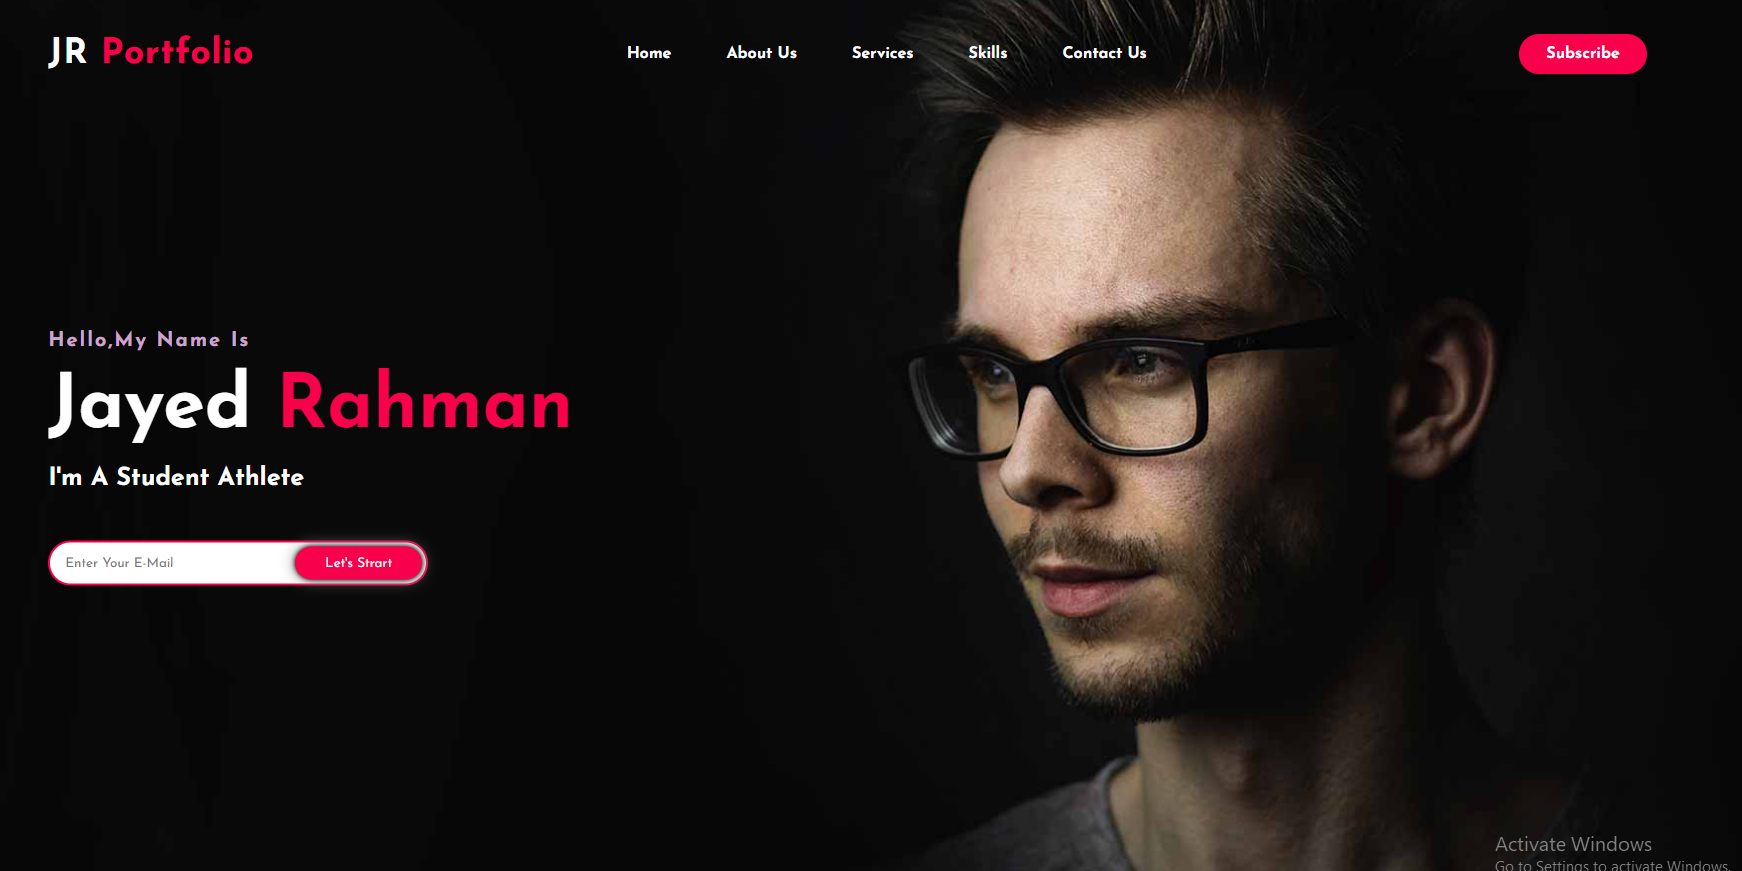 JR Portfolio
Home About Us Services Skills Contact Us
Subscribe
Hello,My Name Is
Jayed Rahman
I'm A Student Athlete
Enter Your E-Mail
Let's Strart
Activate Windows
Go to Settings to activate Windows.